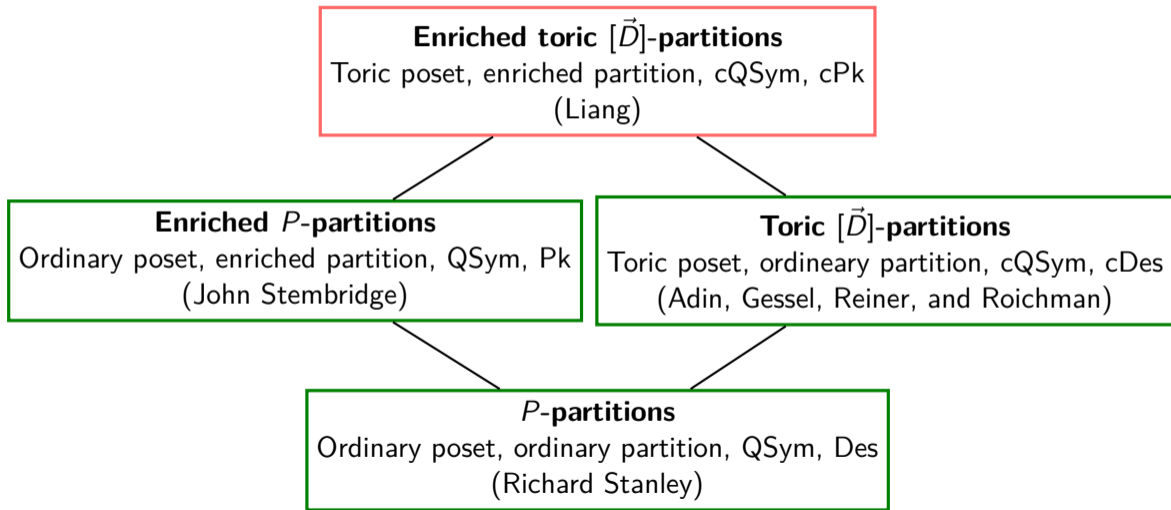 Enriched toric [D⃗]-partitions
Toric poset, enriched partition, cQSym, cPk
(Liang)
Enriched P-partitions
Ordinary poset, enriched partition, QSym, Pk
(John Stembridge)
Toric [D⃗]-partitions
Toric poset, ordineary partition, cQSym, cDes
(Adin, Gessel, Reiner, and Roichman)
P-partitions
Ordinary poset, ordinary partition, QSym, Des
(Richard Stanley)